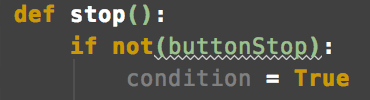 def stop():
    if not(buttonStop):
        condition = True